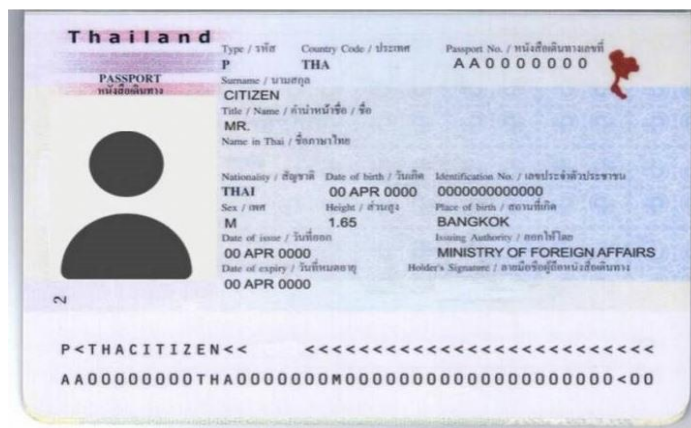 Thailand
PASSPORT
หนังสือเดินทาง
Type / รหัส Country Code / ประเทศ Passport No. / หนังสือเดินทางเลขที่
P THA AA0000000
Surname / นามสกุล
CITIZEN
Title / Name / คำนำหน้าชื่อ / ชื่อ
MR.
Name in Thai / ชื่อภาษาไทย
Nationality / สัญชาติ Date of birth / วันเกิด Identification No. / เลขประจำตัวประชาชน
THAI 00 APR 0000 0000000000000
Sex / เพศ Height / ส่วนสูง Place of birth / สถานที่เกิด
M 1.65 BANGKOK
Date of issue / วันที่ออก Issuing Authority / ออกให้โดย
00 APR 0000 MINISTRY OF FOREIGN AFFAIRS
Date of expiry / วันที่หมดอายุ Holder's Signature / ลายมือชื่อผู้ถือหนังสือเดินทาง
00 APR 0000
2
P<THACITIZEN<< <<<<<<<<<<<<<<<<<<<<<<<<<<
AA00000000THA0000000M00000000000000000000000<00